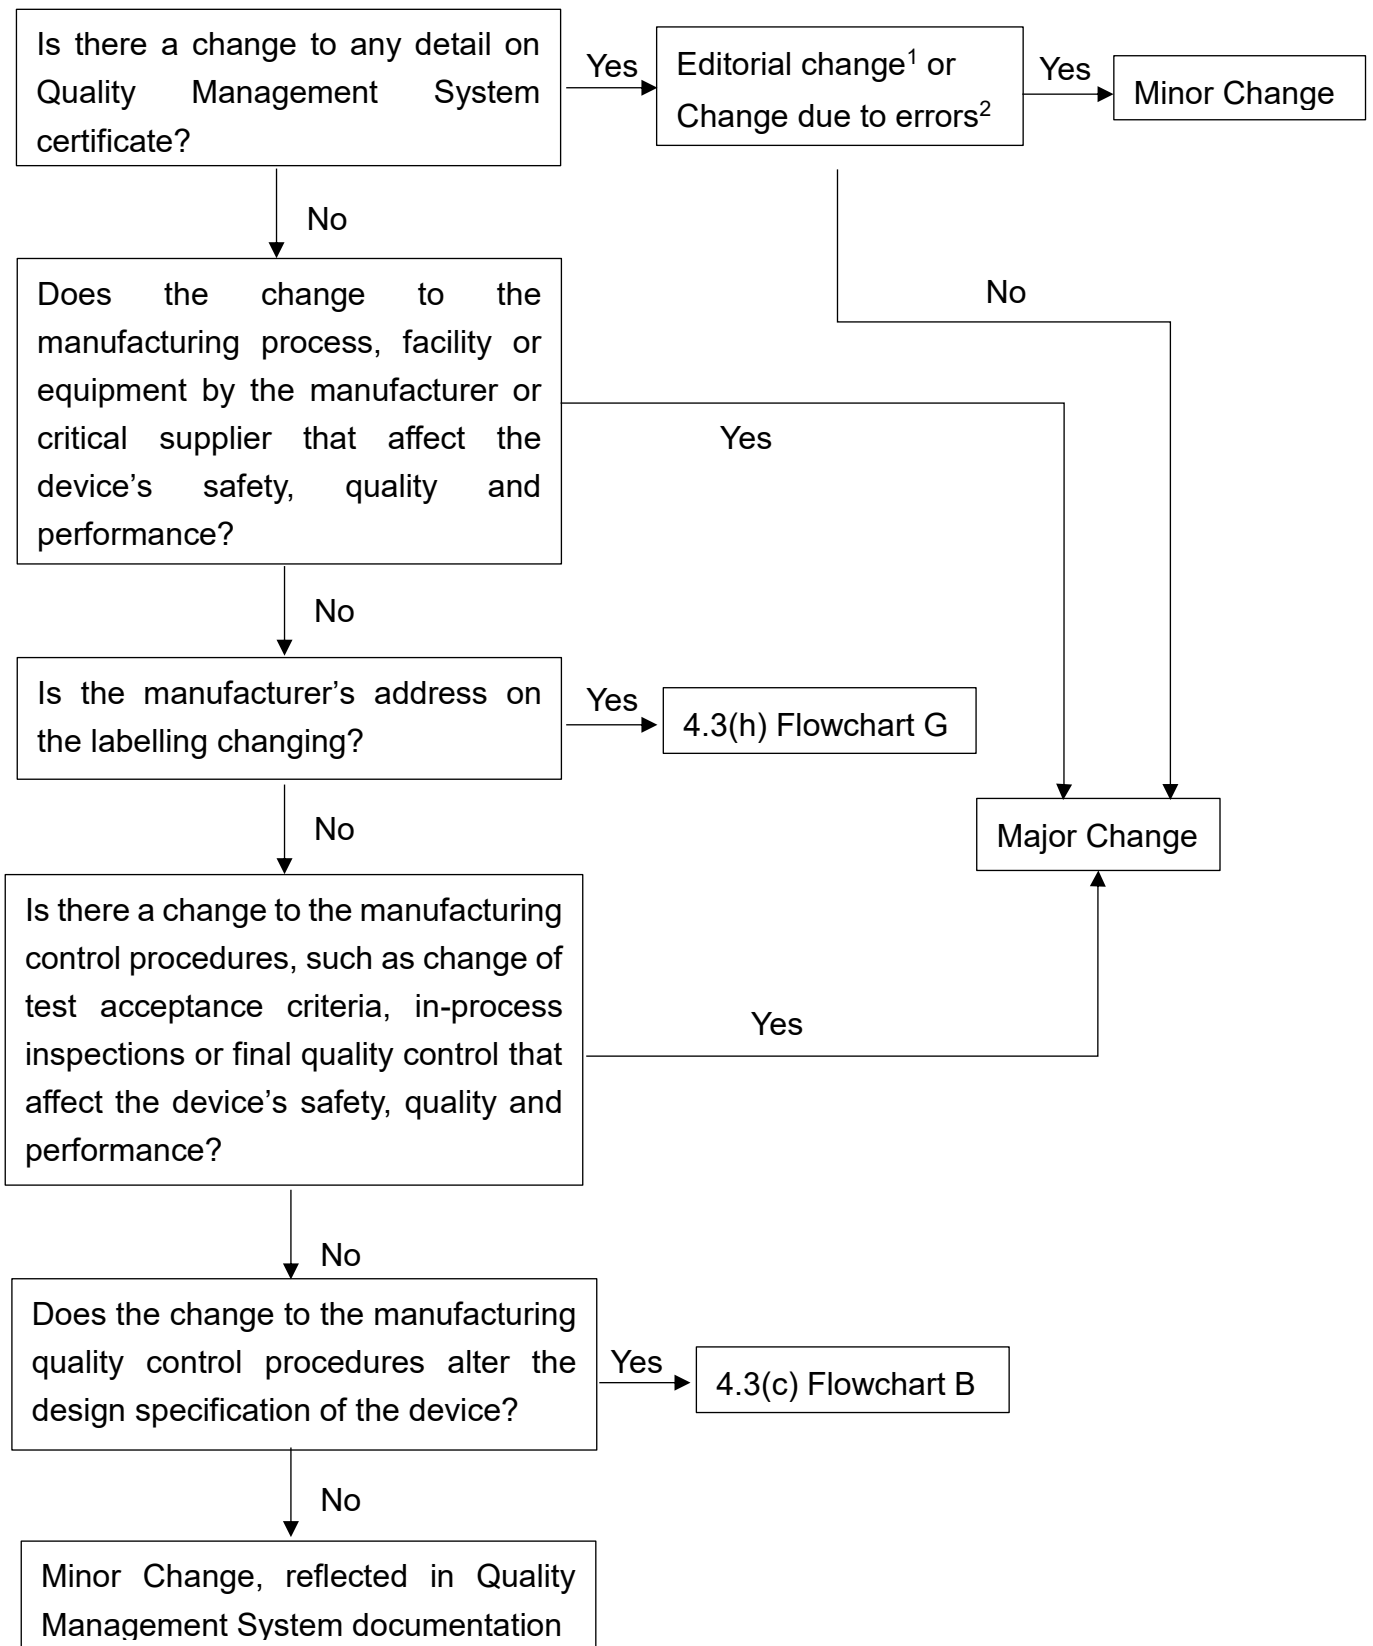 Is there a change to any detail on
Quality Management System
certificate?
Yes
Editorial change¹ or
Change due to errors²
Yes
Minor Change
No
No
Does the change to the
manufacturing process, facility or
equipment by the manufacturer or
critical supplier that affect the
device’s safety, quality and
performance?
Yes
No
Is the manufacturer’s address on
the labelling changing?
Yes
4.3(h) Flowchart G
No
Major Change
Is there a change to the manufacturing
control procedures, such as change of
test acceptance criteria, in-process
inspections or final quality control that
affect the device’s safety, quality and
performance?
Yes
No
Does the change to the manufacturing
quality control procedures alter the
design specification of the device?
Yes
4.3(c) Flowchart B
No
Minor Change, reflected in Quality
Management System documentation